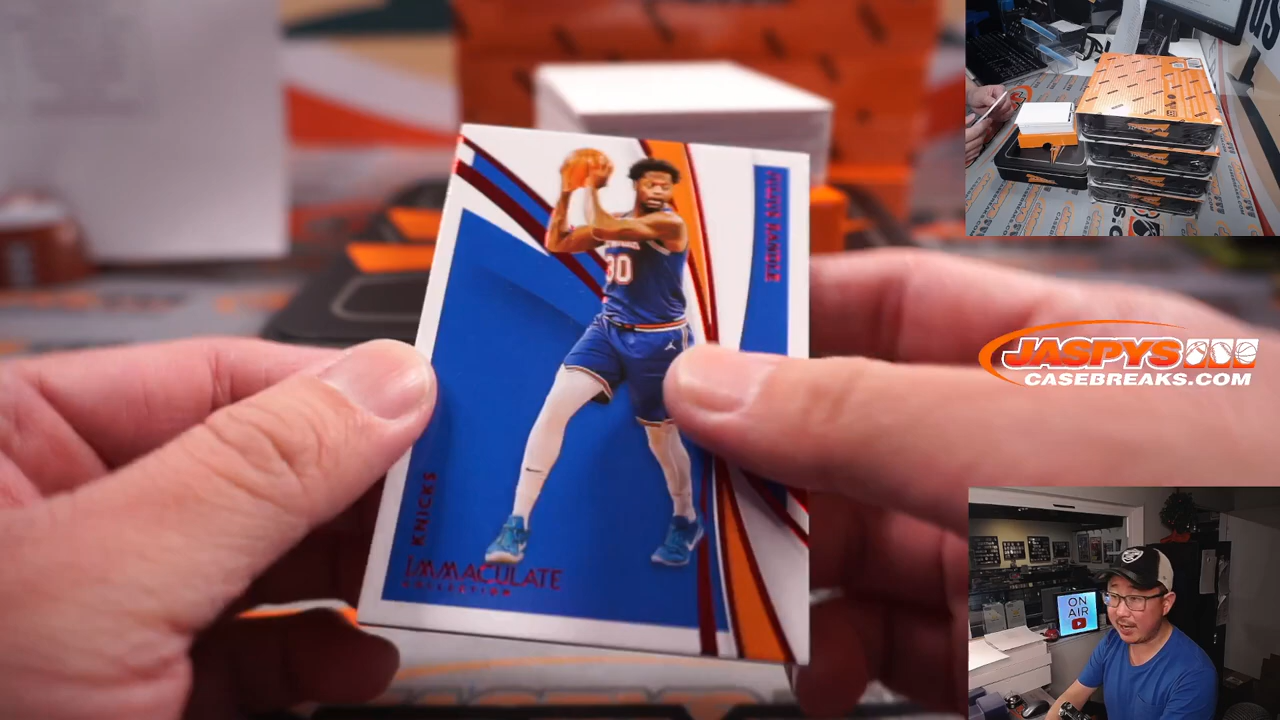 JULIUS RANDLE
30
KNICKS
IMMACULATE
COLLECTION
JASPYS
CASEBREAKS.COM
ON
AIR